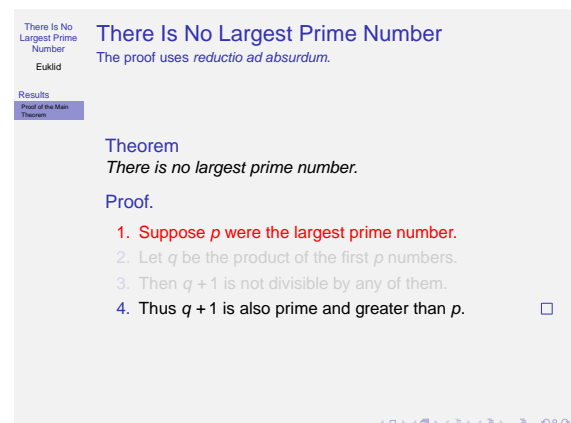 There Is No
Largest Prime
Number
Euklid
Results
Proof of the Main
Theorem
There Is No Largest Prime Number
The proof uses reductio ad absurdum.
Theorem
There is no largest prime number.
Proof.
1. Suppose p were the largest prime number.
2. Let q be the product of the first p numbers.
3. Then q + 1 is not divisible by any of them.
4. Thus q + 1 is also prime and greater than p.